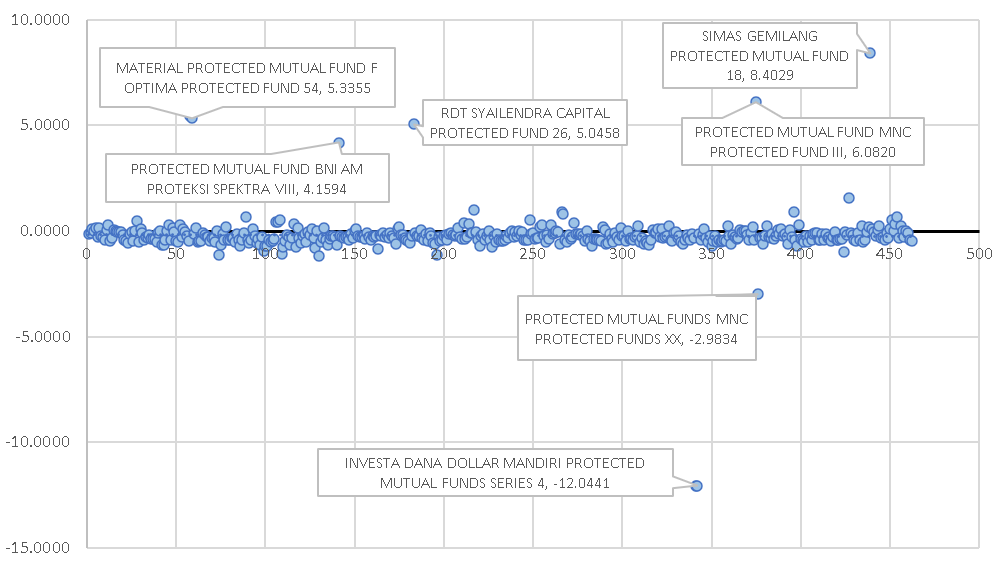 10.0000
SIMAS GEMILANG
PROTECTED MUTUAL FUND
18, 8.4029
MATERIAL PROTECTED MUTUAL FUND F
OPTIMA PROTECTED FUND 54, 5.3355
RDT SYAILENDRA CAPITAL
PROTECTED FUND 26, 5.0458
5.0000
PROTECTED MUTUAL FUND MNC
PROTECTED FUND III, 6.0820
PROTECTED MUTUAL FUND BNI AM
PROTEKSI SPEKTRA VIII, 4.1594
0.0000
0 50 100 150 200 250 300 350 400 450 500
PROTECTED MUTUAL FUNDS MNC
PROTECTED FUNDS XX, -2.9834
-5.0000
-10.0000
INVESTA DANA DOLLAR MANDIRI PROTECTED
MUTUAL FUNDS SERIES 4, -12.0441
-15.0000